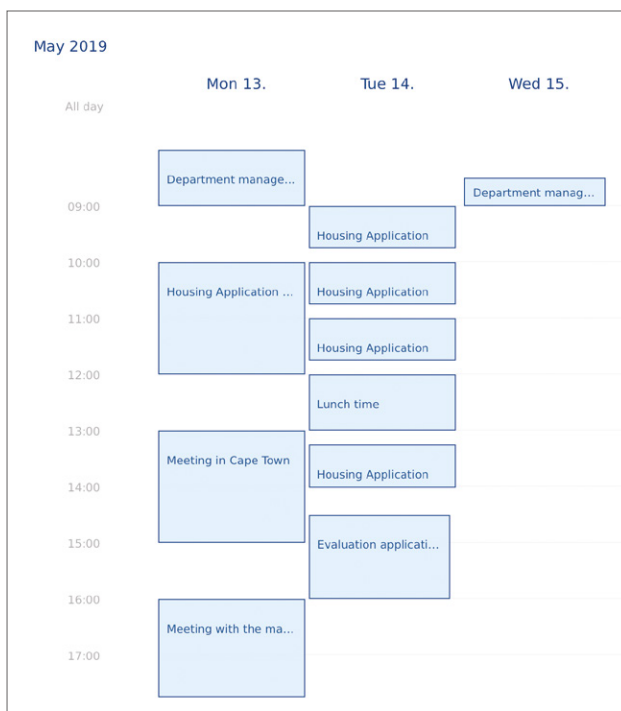 May 2019
Mon 13.
Tue 14.
Wed 15.
All day
Department manage...
Department manag...
09:00
Housing Application
10:00
Housing Application ...
Housing Application
11:00
Housing Application
12:00
Lunch time
13:00
Meeting in Cape Town
Housing Application
14:00
Evaluation applicati...
15:00
16:00
Meeting with the ma...
17:00